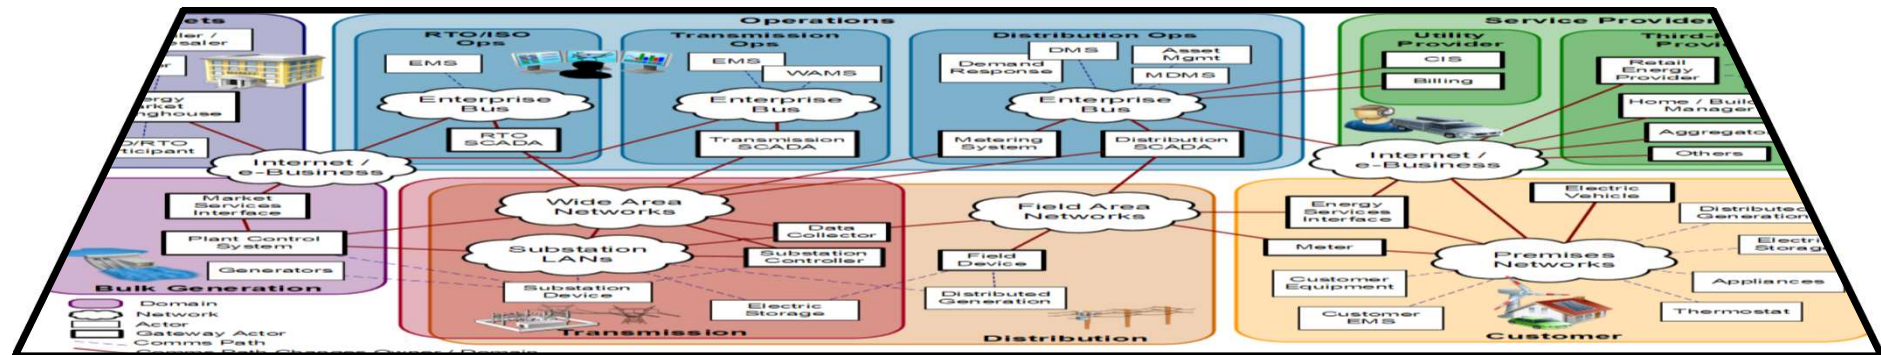 Operations
Service Provider
RTO/ISO
Ops
EMS
Enterprise
Bus
RTO
SCADA
Transmission
Ops
EMS
WAMS
Enterprise
Bus
Transmission
SCADA
Distribution Ops
DMS
Demand
Response
Asset
Mgmt
MDMS
Enterprise
Bus
Metering
System
Distribution
SCADA
Utility
Provider
CIS
Billing
Retail
Energy
Provider
Others
Internet /
e-Business
Internet /
e-Business
Market
Services
Interface
Plant Control
System
Generators
Bulk Generation
Wide Area
Networks
Substation
LANs
Data
Collector
Substation
Controller
Substation
Device
Electric
Storage
Transmission
Field Area
Networks
Field
Device
Distributed
Generation
Distribution
Energy
Services
Interface
Meter
Electric
Vehicle
Premises
Networks
Customer
Equipment
Customer
EMS
Appliances
Thermostat
Customer
Domain
Network
Actor
Gateway Actor
Comms Path
Comms Path Changes Owner / Domain